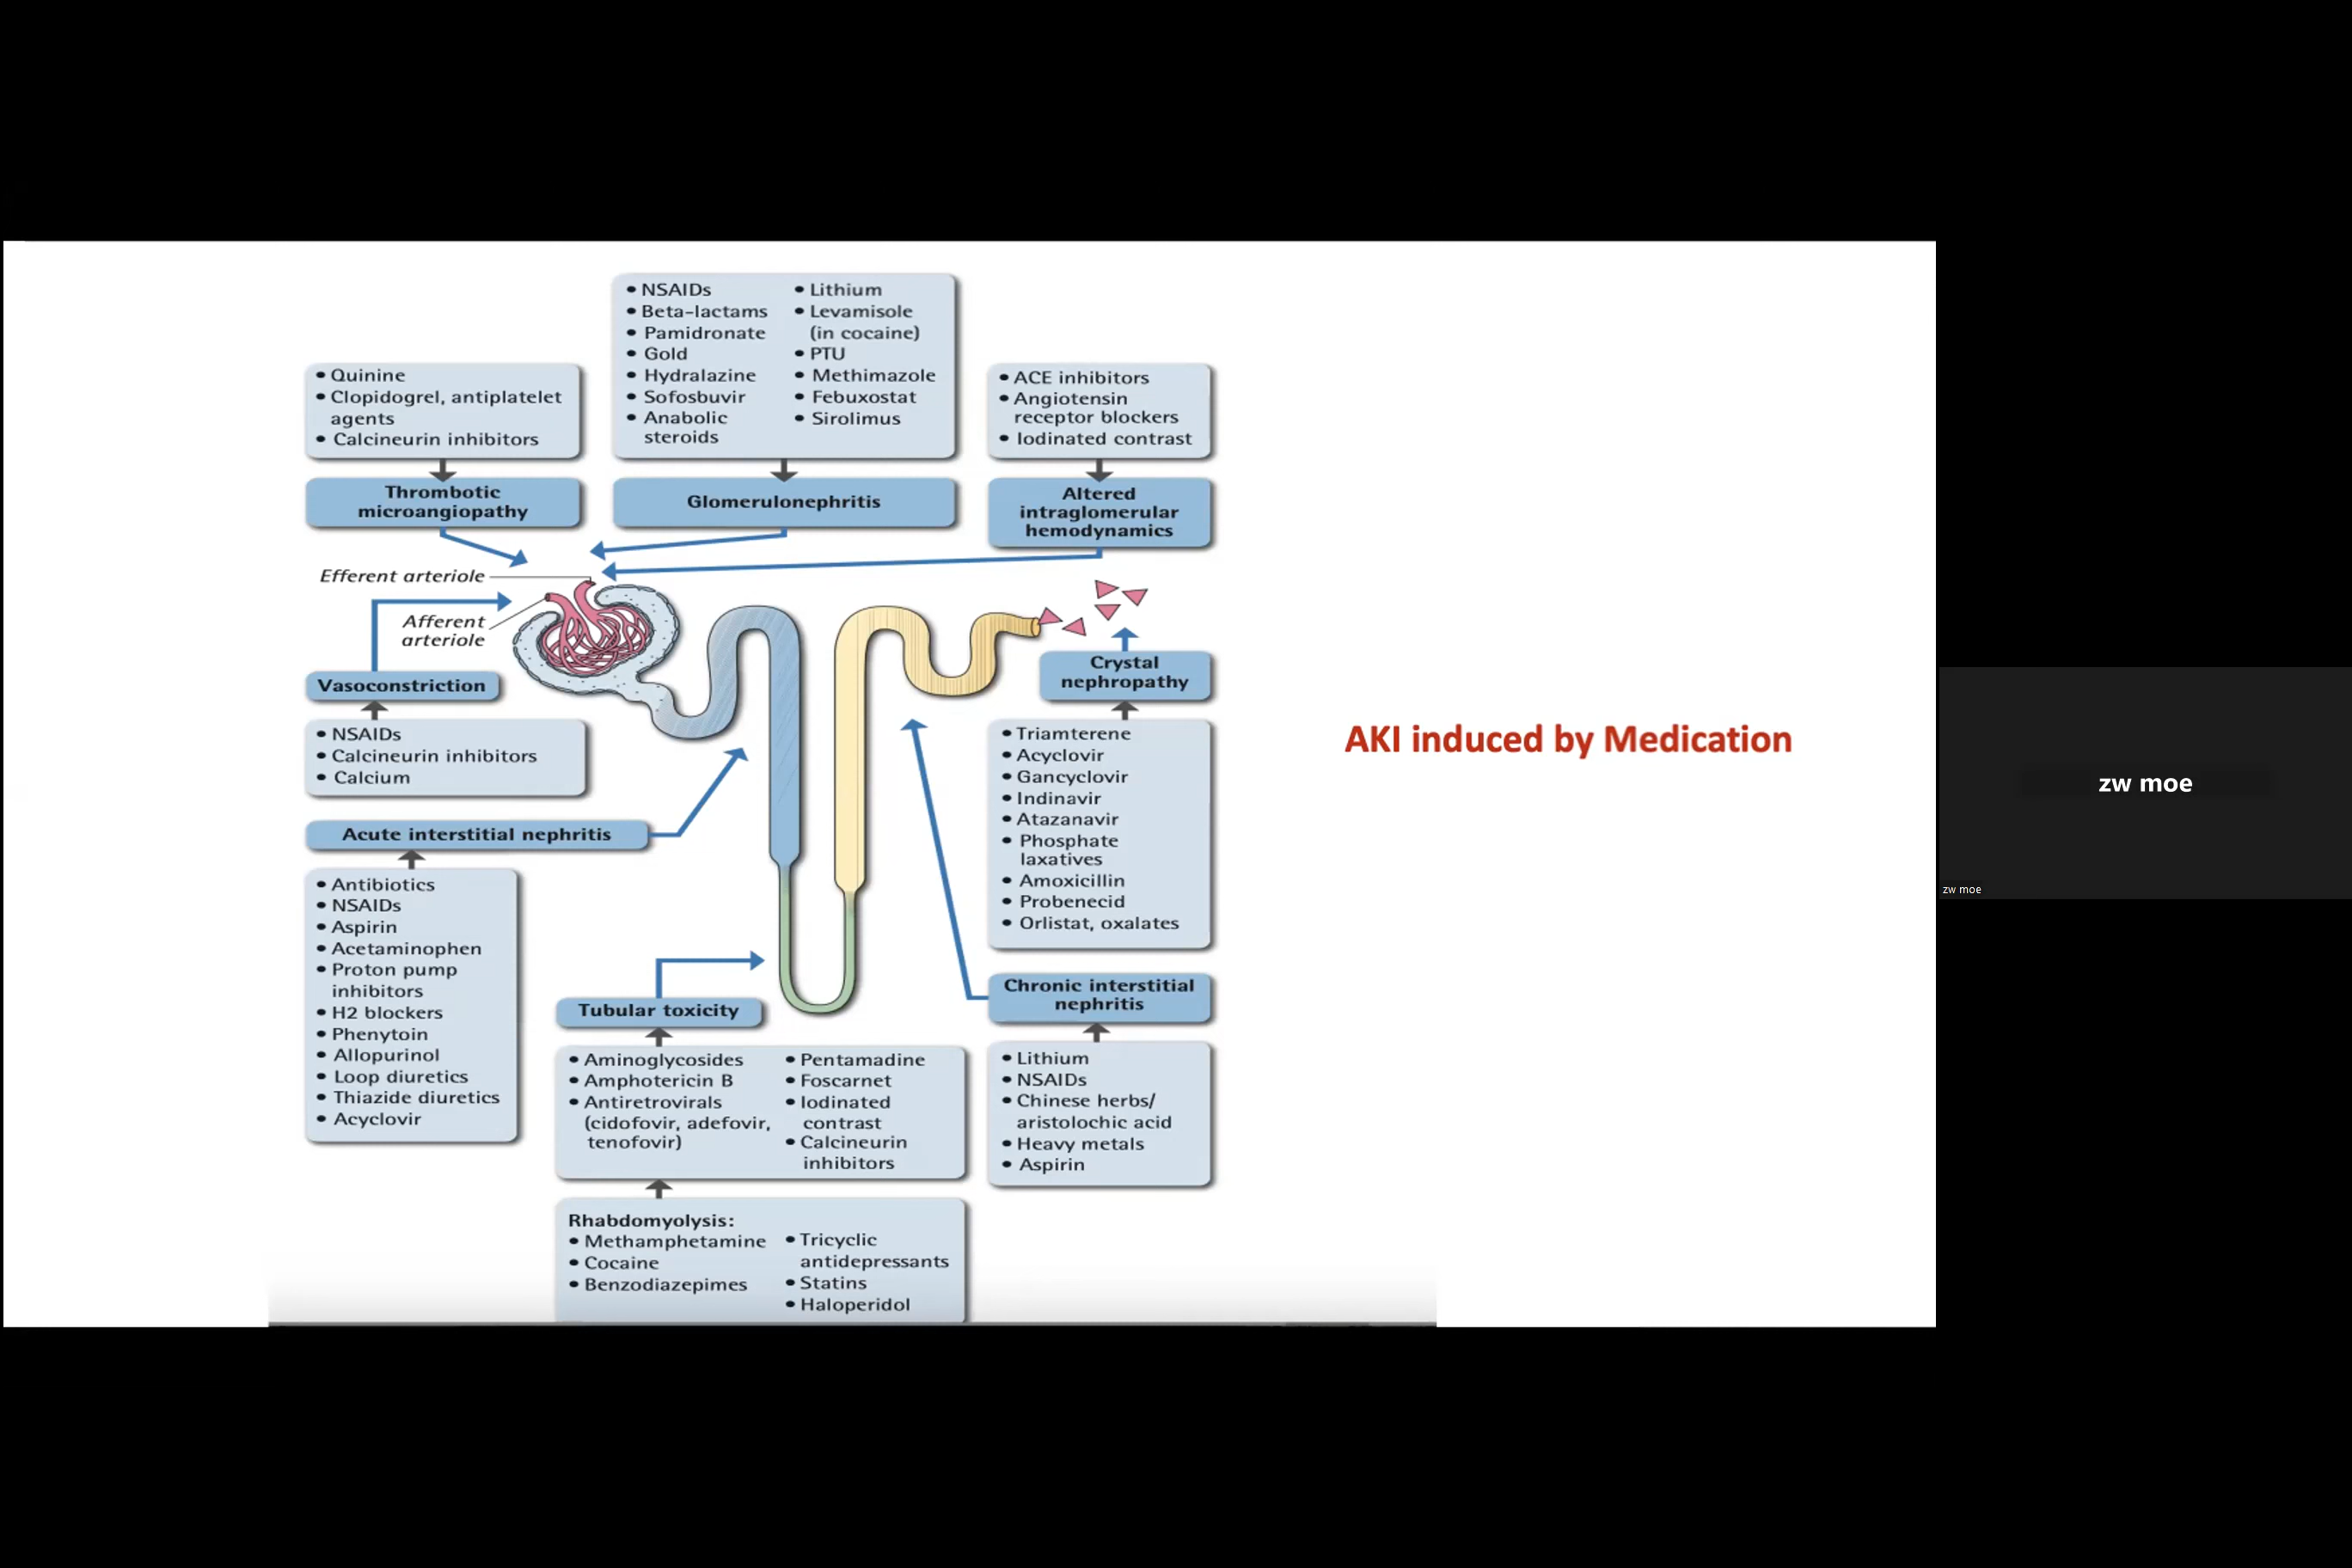 • NSAIDs
• Beta-lactams
• Pamidronate
• Gold
• Hydralazine
• Sofosbuvir
• Anabolic
steroids
• Lithium
• Levamisole
(in cocaine)
• PTU
• Methimazole
• Febuxostat
• Sirolimus
• Quinine
• Clopidogrel, antiplatelet
agents
• Calcineurin inhibitors
• ACE inhibitors
• Angiotensin
receptor blockers
• Iodinated contrast
Thrombotic
microangiopathy
Glomerulonephritis
Altered
intraglomerular
hemodynamics
Efferent arteriole
Afferent
arteriole
Vasoconstriction
• NSAIDs
• Calcineurin inhibitors
• Calcium
Crystal
nephropathy
• Triamterene
• Acyclovir
• Gancyclovir
• Indinavir
• Atazanavir
• Phosphate
laxatives
• Amoxicillin
• Probenecid
• Orlistat, oxalates
AKI induced by Medication
zw moe
zw moe
Acute interstitial nephritis
• Antibiotics
• NSAIDs
• Aspirin
• Acetaminophen
• Proton pump
inhibitors
• H2 blockers
• Phenytoin
• Allopurinol
• Loop diuretics
• Thiazide diuretics
• Acyclovir
Tubular toxicity
• Aminoglycosides
• Amphotericin B
• Antiretrovirals
(cidofovir, adefovir,
tenofovir)
• Pentamadine
• Foscarnet
• Iodinated
contrast
• Calcineurin
inhibitors
Chronic interstitial
nephritis
• Lithium
• NSAIDs
• Chinese herbs/
aristolochic acid
• Heavy metals
• Aspirin
Rhabdomyolysis:
• Methamphetamine
• Cocaine
• Benzodiazepimes
• Tricyclic
antidepressants
• Statins
• Haloperidol